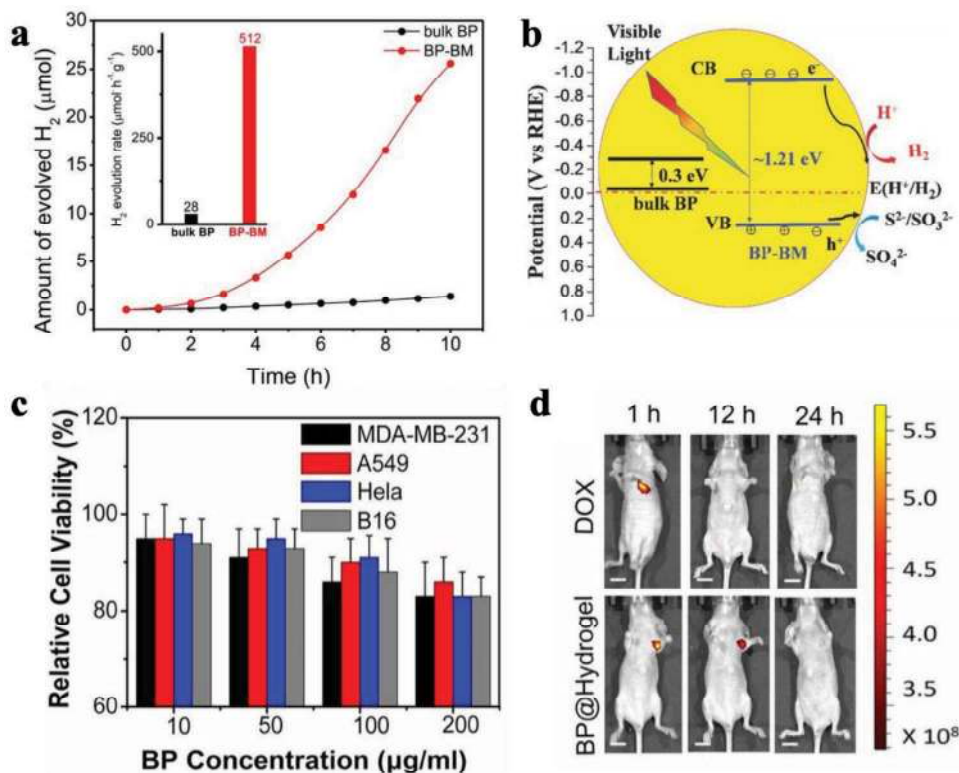 a
30
25
20
15
10
5
0
Amount of evolved H₂ (μmol)
0 2 4 6 8 10
Time (h)
bulk BP
BP-BM
H₂ evolution rate (μmol h⁻¹ g⁻¹)
500
250
0
28
512
bulk BP BP-BM
b
Potential (V vs RHE)
-1.2
-1.0
-0.8
-0.6
-0.4
-0.2
0.0
0.2
0.4
0.6
0.8
1.0
Visible
Light
CB
e⁻
H⁺
H₂
~1.21 eV
0.3 eV
bulk BP
E(H⁺/H₂)
VB
h⁺
BP-BM
S²⁻/SO₃²⁻
SO₄²⁻
c
120
100
80
60
Relative Cell Viability (%)
MDA-MB-231
A549
Hela
B16
10 50 100 200
BP Concentration (μg/ml)
d
1 h 12 h 24 h
DOX
BP@Hydrogel
5.5
5.0
4.5
4.0
3.5
X 10⁸